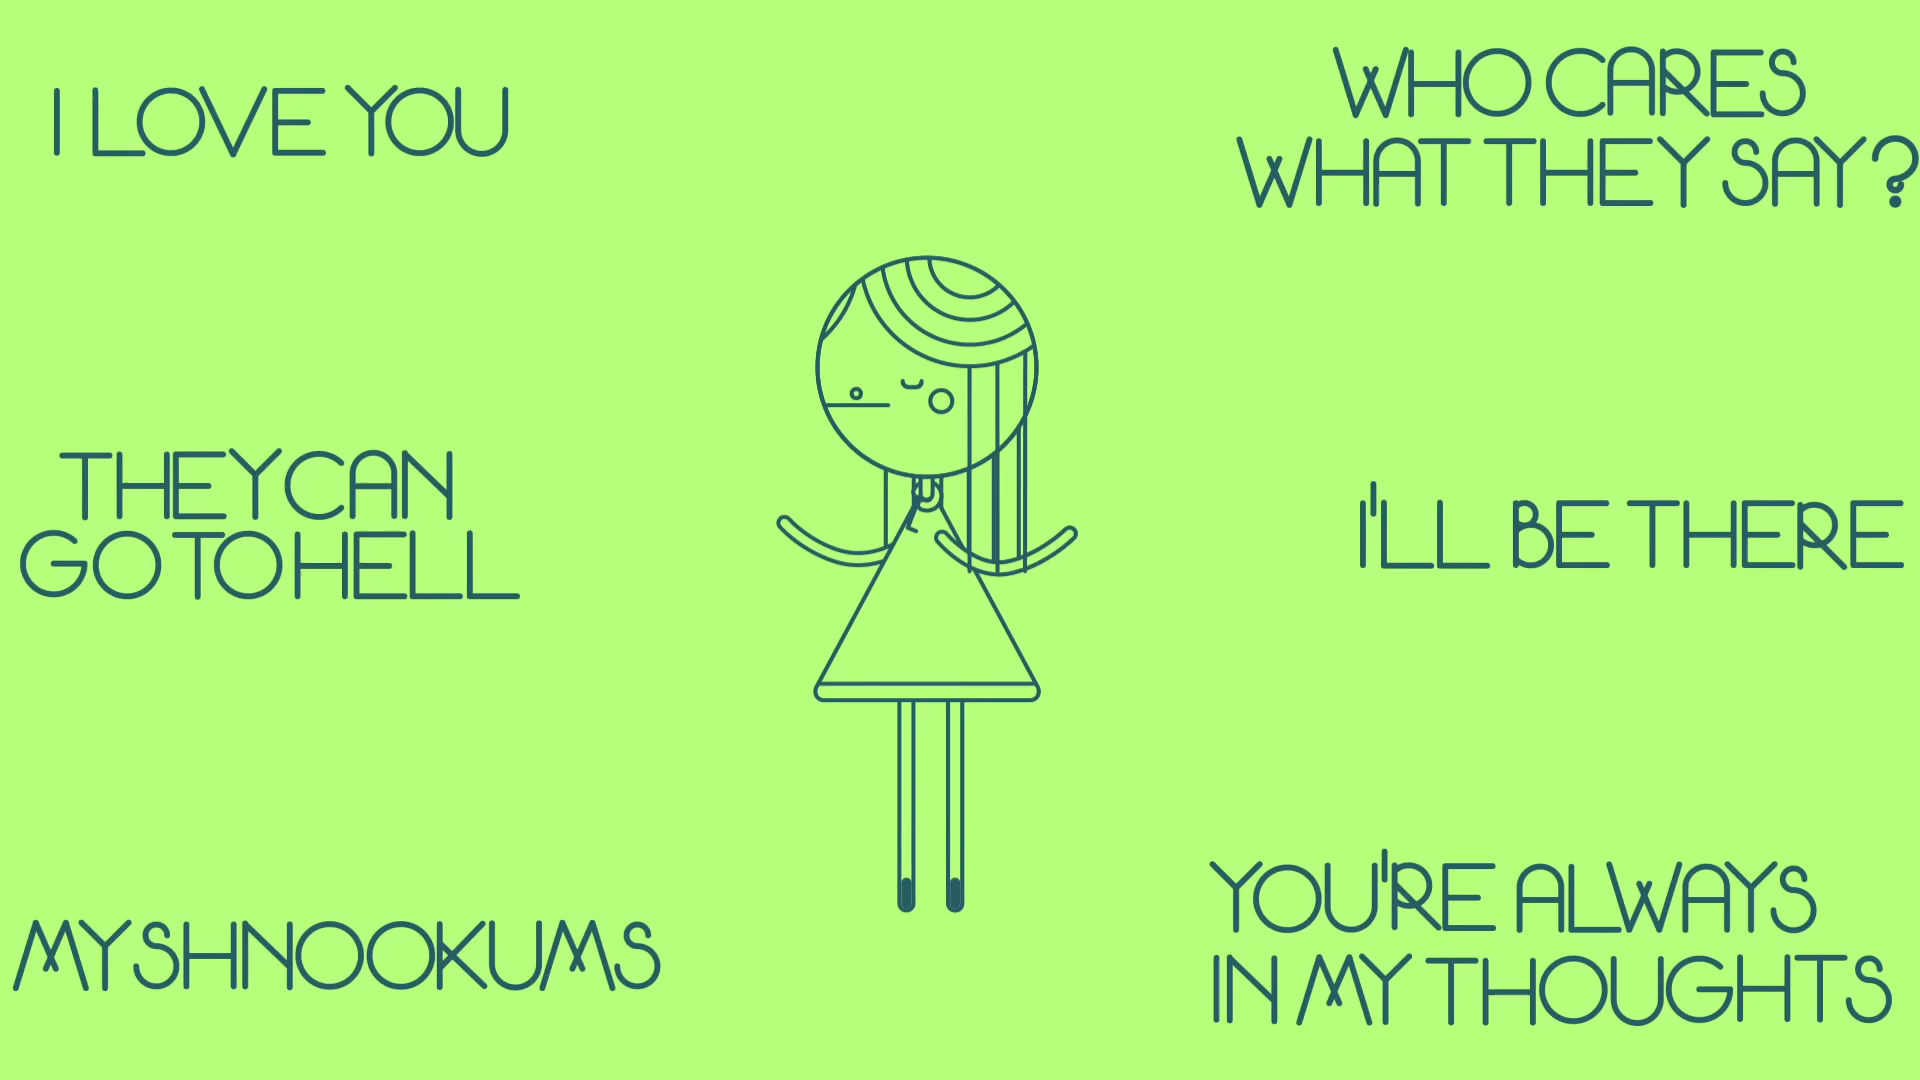 I LOVE YOU
WHO CARES
WHAT THEY SAY?
THEY CAN
GO TO HELL
I'LL BE THERE
MY SHNOOKUMS
YOU'RE ALWAYS
IN MY THOUGHTS